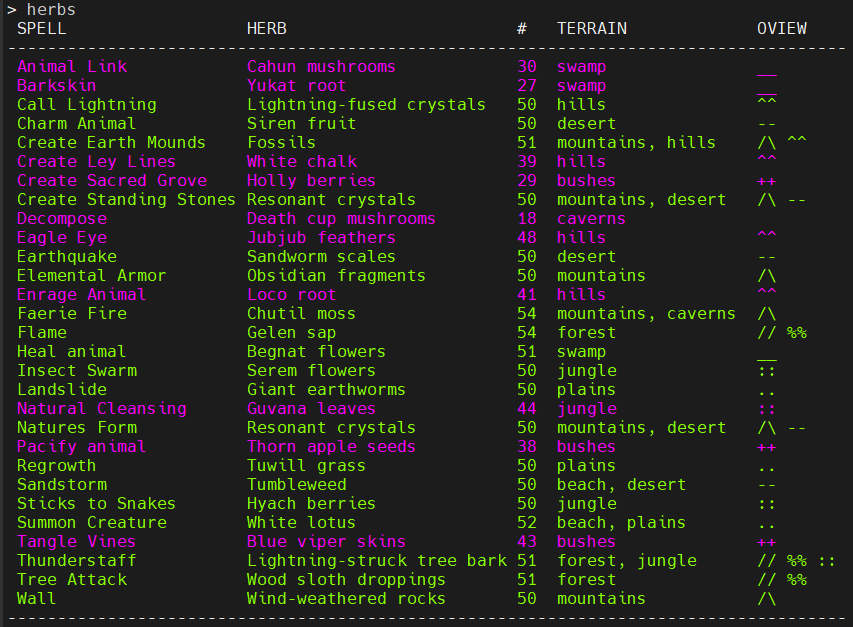 > herbs
SPELL                  HERB                       #   TERRAIN             OVIEW
------------------------------------------------------------------------------------
Animal Link            Cahun mushrooms            30  swamp               __
Barkskin               Yukat root                 27  swamp               __
Call Lightning         Lightning-fused crystals   50  hills               ^^
Charm Animal           Siren fruit                50  desert              --
Create Earth Mounds    Fossils                    51  mountains, hills    /\ ^^
Create Ley Lines       White chalk                39  hills               ^^
Create Sacred Grove    Holly berries              29  bushes              ++
Create Standing Stones Resonant crystals          50  mountains, desert   /\ --
Decompose              Death cup mushrooms        18  caverns
Eagle Eye              Jubjub feathers            48  hills               ^^
Earthquake             Sandworm scales            50  desert              --
Elemental Armor        Obsidian fragments         50  mountains           /\
Enrage Animal          Loco root                  41  hills               ^^
Faerie Fire            Chutil moss                54  mountains, caverns  /\
Flame                  Gelen sap                  54  forest              // %%
Heal animal            Begnat flowers             51  swamp               __
Insect Swarm           Serem flowers              50  jungle              ::
Landslide              Giant earthworms           50  plains              ..
Natural Cleansing      Guvana leaves              44  jungle              ::
Natures Form           Resonant crystals          50  mountains, desert   /\ --
Pacify animal          Thorn apple seeds          38  bushes              ++
Regrowth               Tuwill grass               50  plains              ..
Sandstorm              Tumbleweed                 50  beach, desert       --
Sticks to Snakes       Hyach berries              50  jungle              ::
Summon Creature        White lotus                52  beach, plains       ..
Tangle Vines           Blue viper skins           43  bushes              ++
Thunderstaff           Lightning-struck tree bark 51  forest, jungle      // %% ::
Tree Attack            Wood sloth droppings       51  forest              // %%
Wall                   Wind-weathered rocks       50  mountains           /\
------------------------------------------------------------------------------------